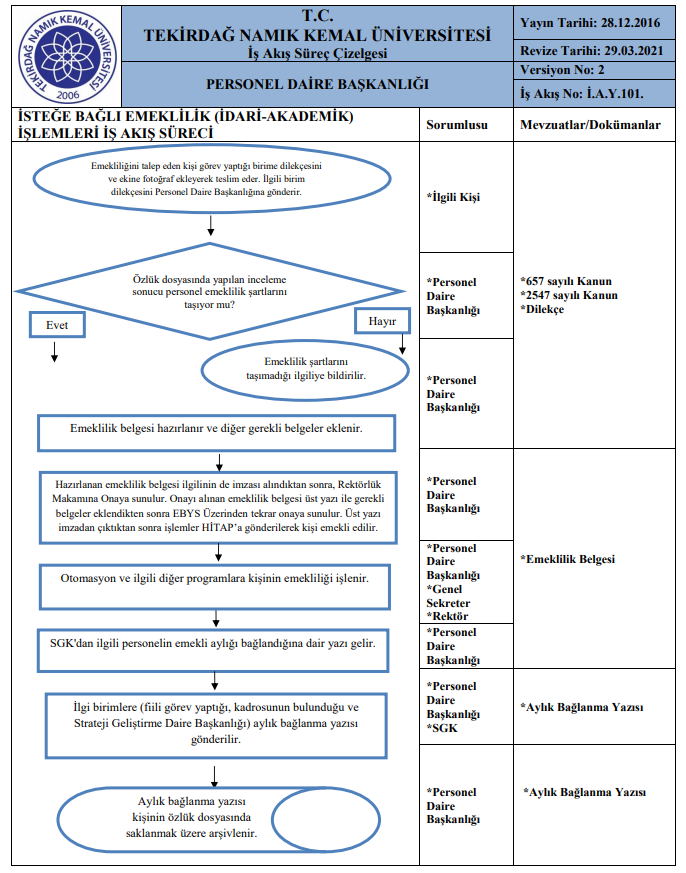 TEKİRDAĞ NAMIK KEMAL ÜNİVERSİTESİ
2006
T.C.
TEKİRDAĞ NAMIK KEMAL ÜNİVERSİTESİ
İş Akış Süreç Çizelgesi
PERSONEL DAİRE BAŞKANLIĞI
Yayın Tarihi: 28.12.2016
Revize Tarihi: 29.03.2021
Versiyon No: 2
İş Akış No: İ.A.Y.101.
İSTEĞE BAĞLI EMEKLİLİK (İDARİ-AKADEMİK)
İŞLEMLERİ İŞ AKIŞ SÜRECİ
Sorumlusu
Mevzuatlar/Dokümanlar
Emekliliğini talep eden kişi görev yaptığı birime dilekçesini
ve ekine fotoğraf ekleyerek teslim eder. İlgili birim
dilekçesini Personel Daire Başkanlığına gönderir.
*İlgili Kişi
Özlük dosyasında yapılan inceleme
sonucu personel emeklilik şartlarını
taşıyor mu?
Evet
Hayır
*Personel
Daire
Başkanlığı
*657 sayılı Kanun
*2547 sayılı Kanun
*Dilekçe
Emeklilik şartlarını
taşımadığı ilgiliye bildirilir.
*Personel
Daire
Başkanlığı
Emeklilik belgesi hazırlanır ve diğer gerekli belgeler eklenir.
Hazırlanan emeklilik belgesi ilgilinin de imzası alındıktan sonra, Rektörlük
Makamına Onaya sunulur. Onayı alınan emeklilik belgesi üst yazı ile gerekli
belgeler eklendikten sonra EBYS Üzerinden tekrar onaya sunulur. Üst yazı
imzadan çıktıktan sonra işlemler HİTAP’a gönderilerek kişi emekli edilir.
*Personel
Daire
Başkanlığı
Otomasyon ve ilgili diğer programlara kişinin emekliliği işlenir.
*Personel
Daire
Başkanlığı
*Genel
Sekreter
*Rektör
*Emeklilik Belgesi
SGK'dan ilgili personelin emekli aylığı bağlandığına dair yazı gelir.
*Personel
Daire
Başkanlığı
İlgi birimlere (fiili görev yaptığı, kadrosunun bulunduğu ve
Strateji Geliştirme Daire Başkanlığı) aylık bağlanma yazısı
gönderilir.
*Personel
Daire
Başkanlığı
*SGK
*Aylık Bağlanma Yazısı
Aylık bağlanma yazısı
kişinin özlük dosyasında
saklanmak üzere arşivlenir.
*Personel
Daire
Başkanlığı
*Aylık Bağlanma Yazısı